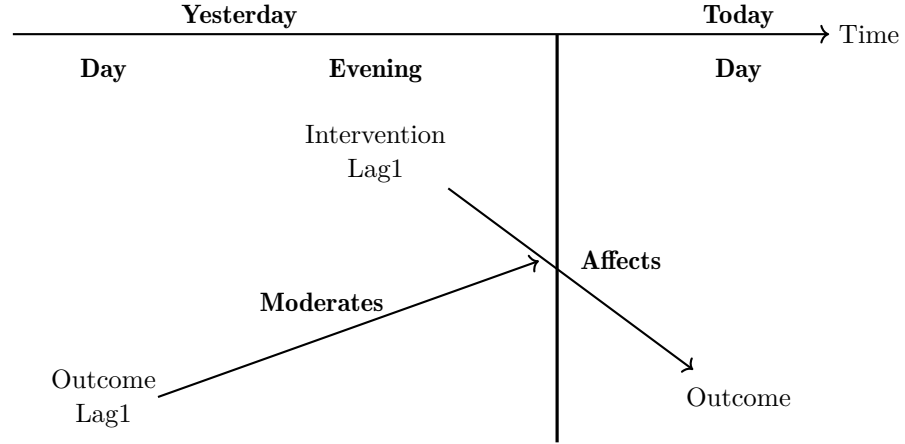 Yesterday Today
Time
Day Evening Day
Intervention
Lag1
Affects
Moderates
Outcome
Lag1
Outcome